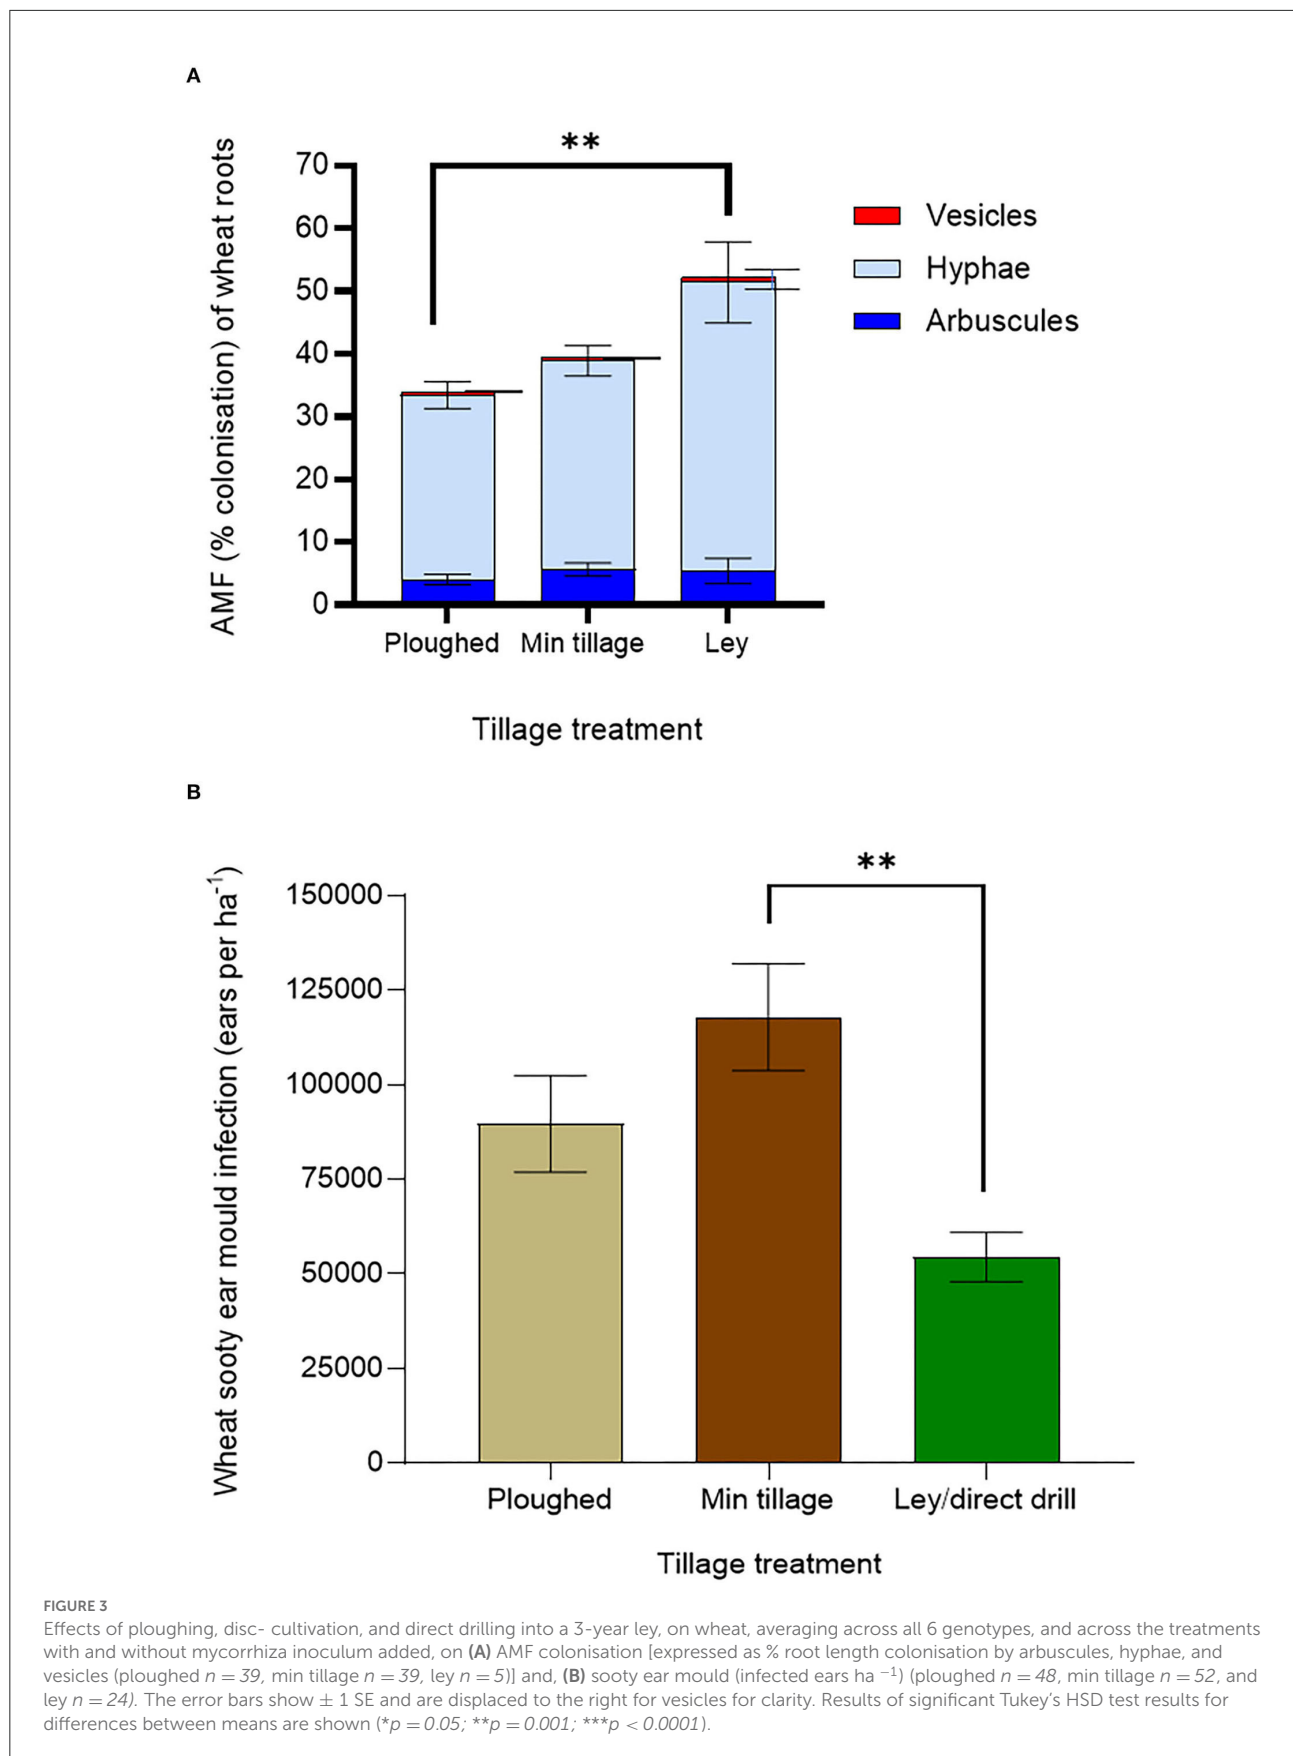 A
**
AMF (% colonisation) of wheat roots
70
60
50
40
30
20
10
0
Vesicles
Hyphae
Arbuscules
Ploughed Min tillage Ley
Tillage treatment
B
**
Wheat sooty ear mould infection (ears per ha⁻¹)
150000
125000
100000
75000
50000
25000
0
Ploughed Min tillage Ley/direct drill
Tillage treatment
FIGURE 3
Effects of ploughing, disc- cultivation, and direct drilling into a 3-year ley, on wheat, averaging across all 6 genotypes, and across the treatments
with and without mycorrhiza inoculum added, on (A) AMF colonisation [expressed as % root length colonisation by arbuscules, hyphae, and
vesicles (ploughed n = 39, min tillage n = 39, ley n = 5)] and, (B) sooty ear mould (infected ears ha ⁻¹) (ploughed n = 48, min tillage n = 52, and
ley n = 24). The error bars show ± 1 SE and are displaced to the right for vesicles for clarity. Results of significant Tukey's HSD test results for
differences between means are shown (*p = 0.05; **p = 0.001; ***p < 0.0001).